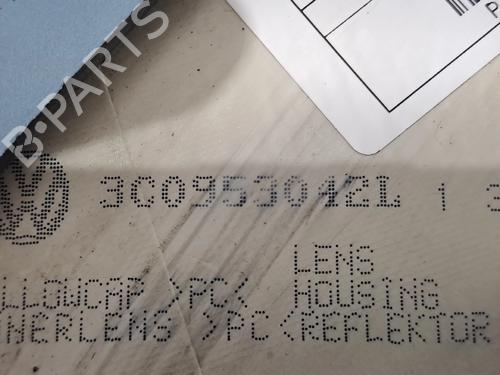 B-PARTS
3C0953042L 1 3
LENS
LLOWCAP >PC< HOUSING
NERLENS >PC< REFLEKTOR